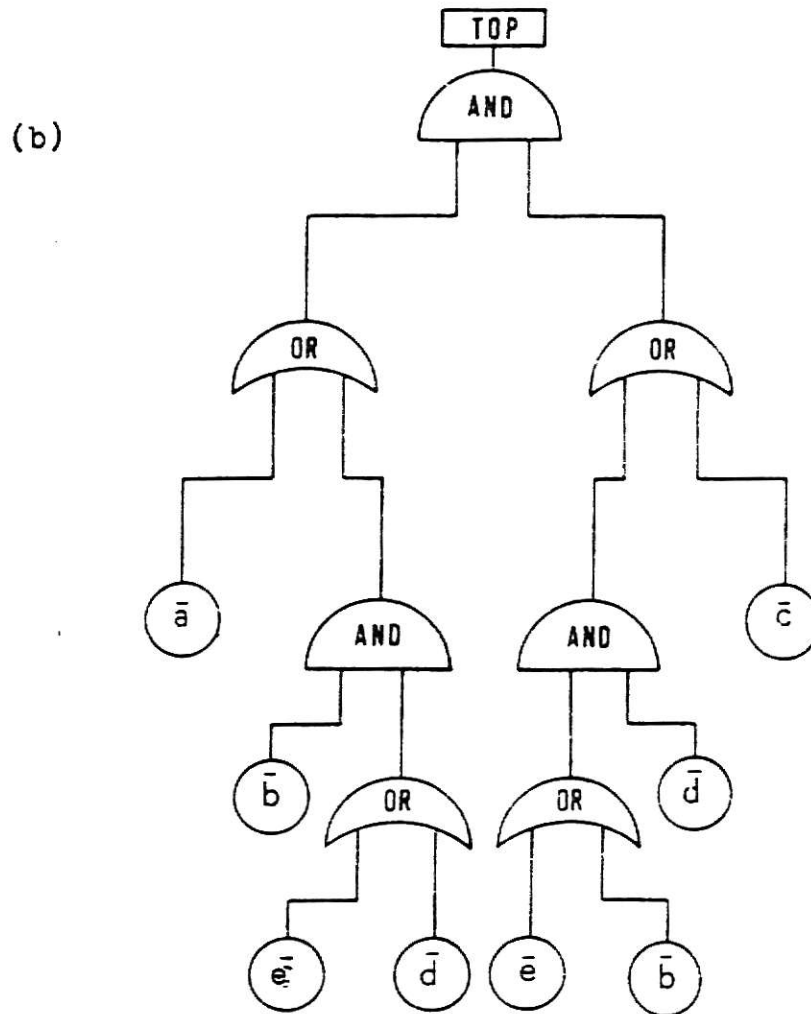 TOP
(b)
AND
OR OR
ā c̄
AND AND
b̄ d̄
OR OR
ē d̄ ē b̄